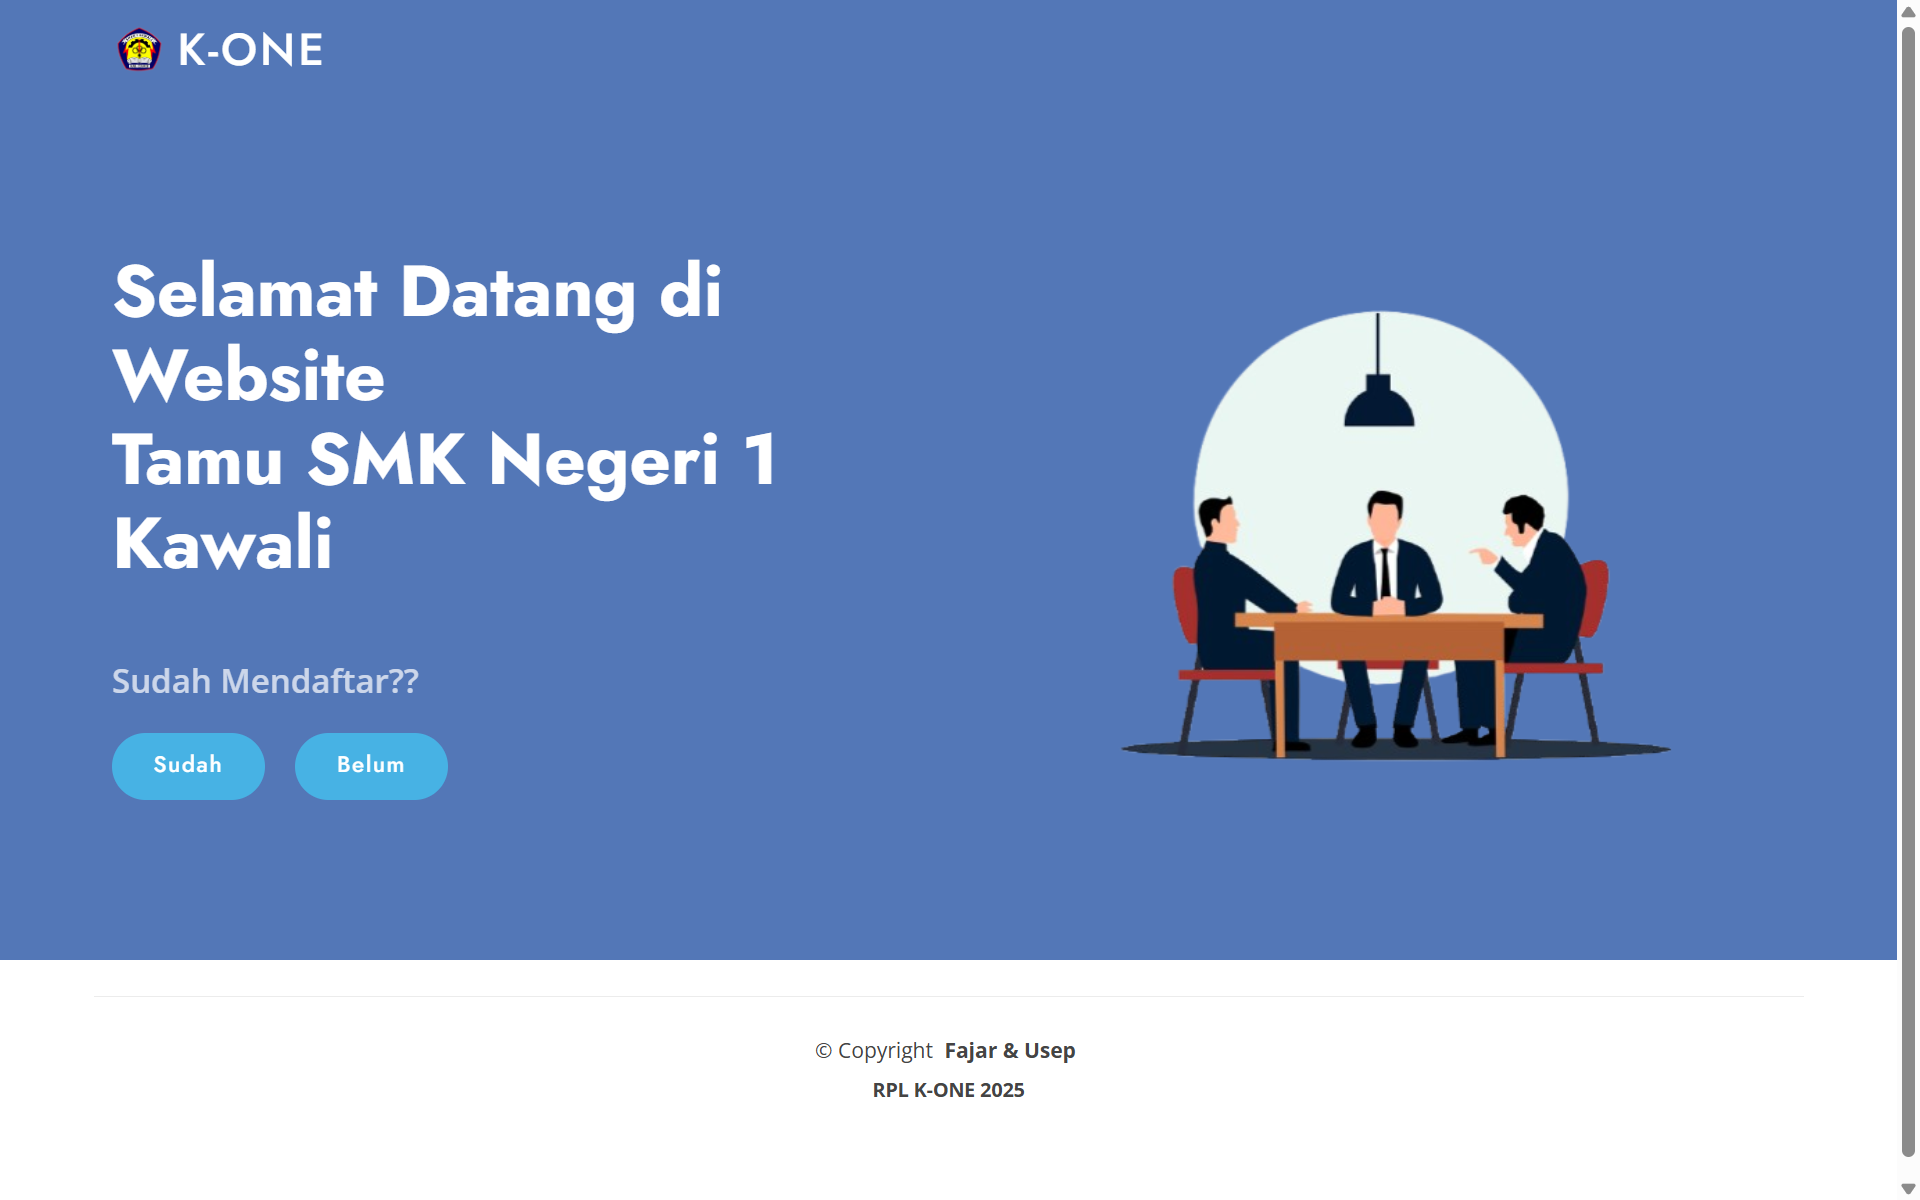 K-ONE
Selamat Datang di
Website
Tamu SMK Negeri 1
Kawali
Sudah Mendaftar??
Sudah
Belum
© Copyright Fajar & Usep
RPL K-ONE 2025